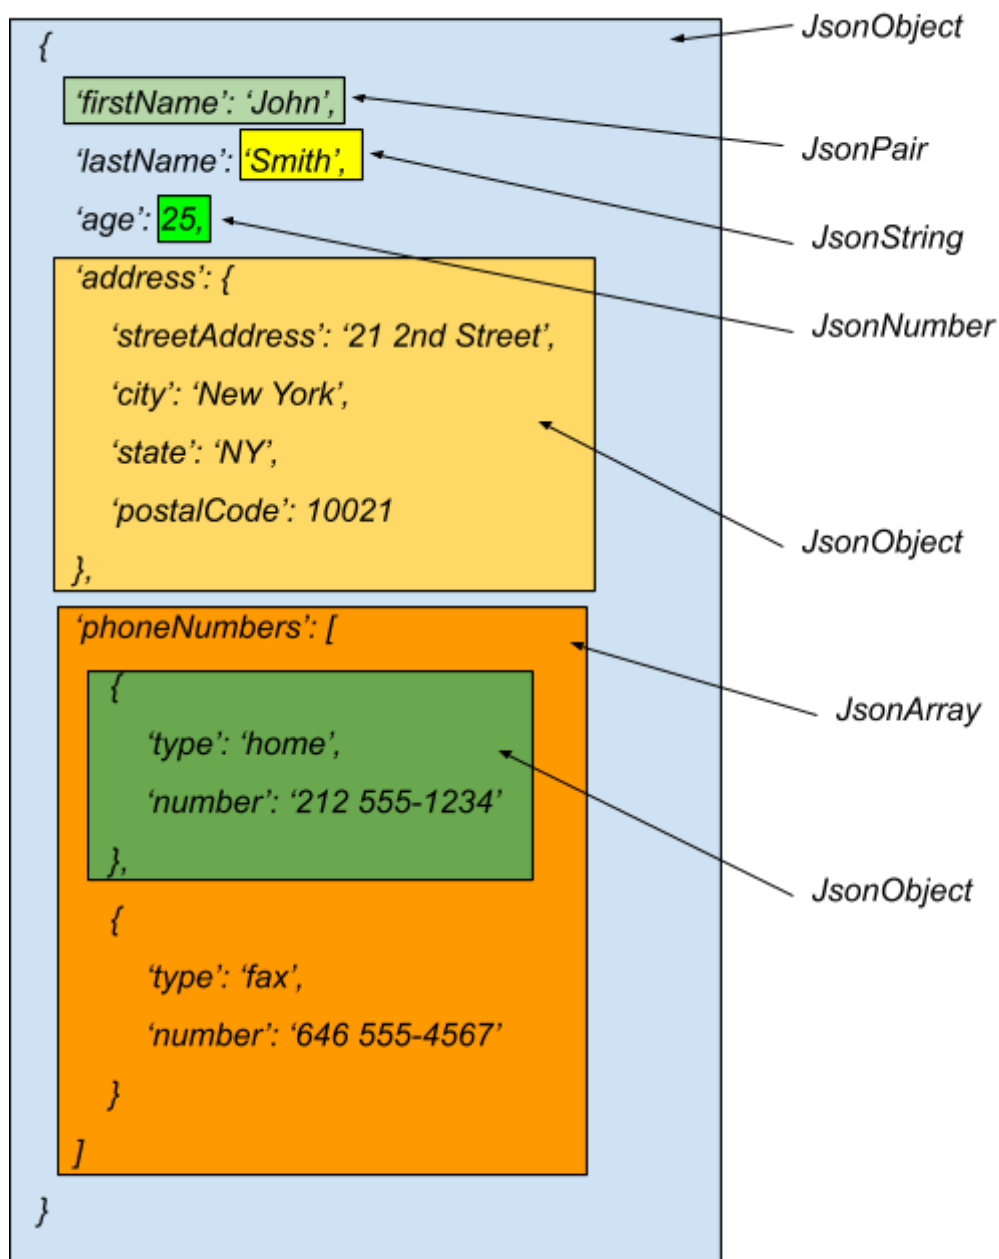 {
‘firstName’: ‘John’,
‘lastName’: ‘Smith’,
‘age’: 25,
‘address’: {
‘streetAddress’: ‘21 2nd Street’,
‘city’: ‘New York’,
‘state’: ‘NY’,
‘postalCode’: 10021
},
‘phoneNumbers’: [
{
‘type’: ‘home’,
‘number’: ‘212 555-1234’
},
{
‘type’: ‘fax’,
‘number’: ‘646 555-4567’
}
]
}
JsonObject
JsonPair
JsonString
JsonNumber
JsonObject
JsonArray
JsonObject